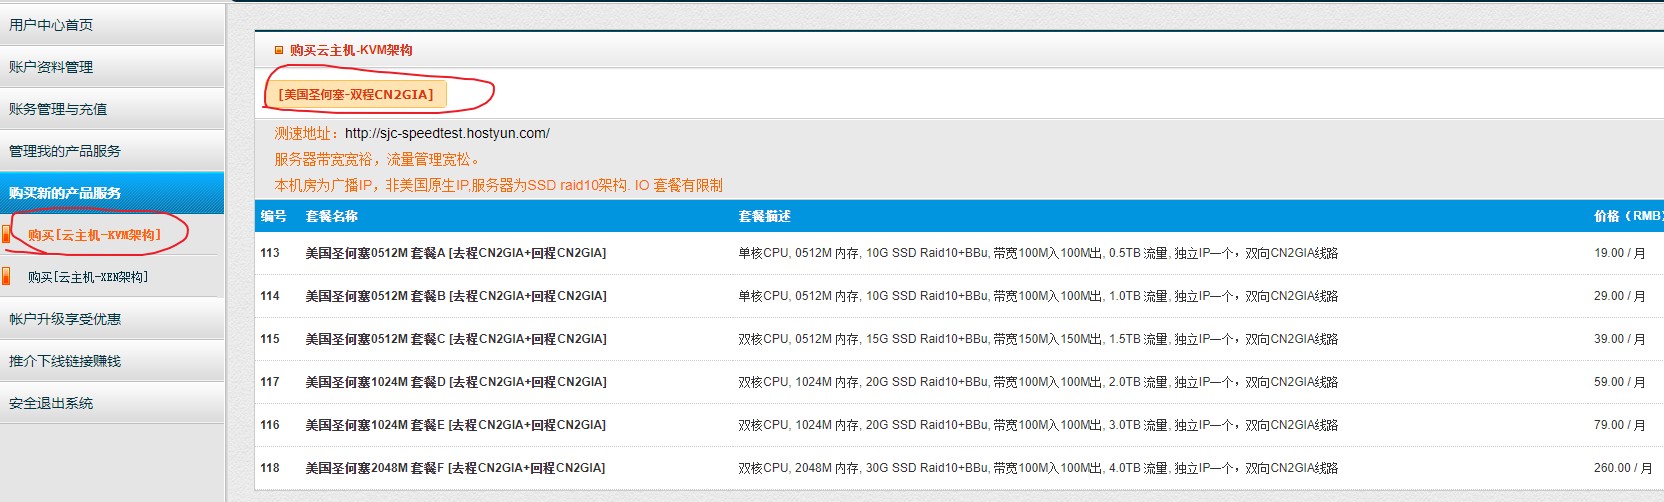 用户中心首页
账户资料管理
账务管理与充值
管理我的产品服务
购买新的产品服务
购买[云主机-KVM架构]
购买[云主机-XEN架构]
帐户升级享受优惠
推介下线链接赚钱
安全退出系统
购买云主机-KVM架构
[美国圣何塞-双程CN2GIA]
测速地址：http://sjc-speedtest.hostyun.com/
服务器带宽宽裕，流量管理宽松。
本机房为广播IP，非美国原生IP,服务器为SSD raid10架构. IO 套餐有限制
编号 套餐名称 套餐描述 价格（RMB）
113 美国圣何塞0512M 套餐A [去程CN2GIA+回程CN2GIA] 单核CPU, 0512M 内存, 10G SSD Raid10+BBu, 带宽100M入100M出, 0.5TB 流量, 独立IP一个，双向CN2GIA线路 19.00 / 月
114 美国圣何塞0512M 套餐B [去程CN2GIA+回程CN2GIA] 单核CPU, 0512M 内存, 10G SSD Raid10+BBu, 带宽100M入100M出, 1.0TB 流量, 独立IP一个，双向CN2GIA线路 29.00 / 月
115 美国圣何塞0512M 套餐C [去程CN2GIA+回程CN2GIA] 双核CPU, 0512M 内存, 15G SSD Raid10+BBu, 带宽150M入150M出, 1.5TB 流量, 独立IP一个，双向CN2GIA线路 39.00 / 月
117 美国圣何塞1024M 套餐D [去程CN2GIA+回程CN2GIA] 双核CPU, 1024M 内存, 20G SSD Raid10+BBu, 带宽100M入100M出, 2.0TB 流量, 独立IP一个，双向CN2GIA线路 59.00 / 月
116 美国圣何塞1024M 套餐E [去程CN2GIA+回程CN2GIA] 双核CPU, 1024M 内存, 20G SSD Raid10+BBu, 带宽100M入100M出, 3.0TB 流量, 独立IP一个，双向CN2GIA线路 79.00 / 月
118 美国圣何塞2048M 套餐F [去程CN2GIA+回程CN2GIA] 双核CPU, 2048M 内存, 30G SSD Raid10+BBu, 带宽100M入100M出, 4.0TB 流量, 独立IP一个，双向CN2GIA线路 260.00 / 月